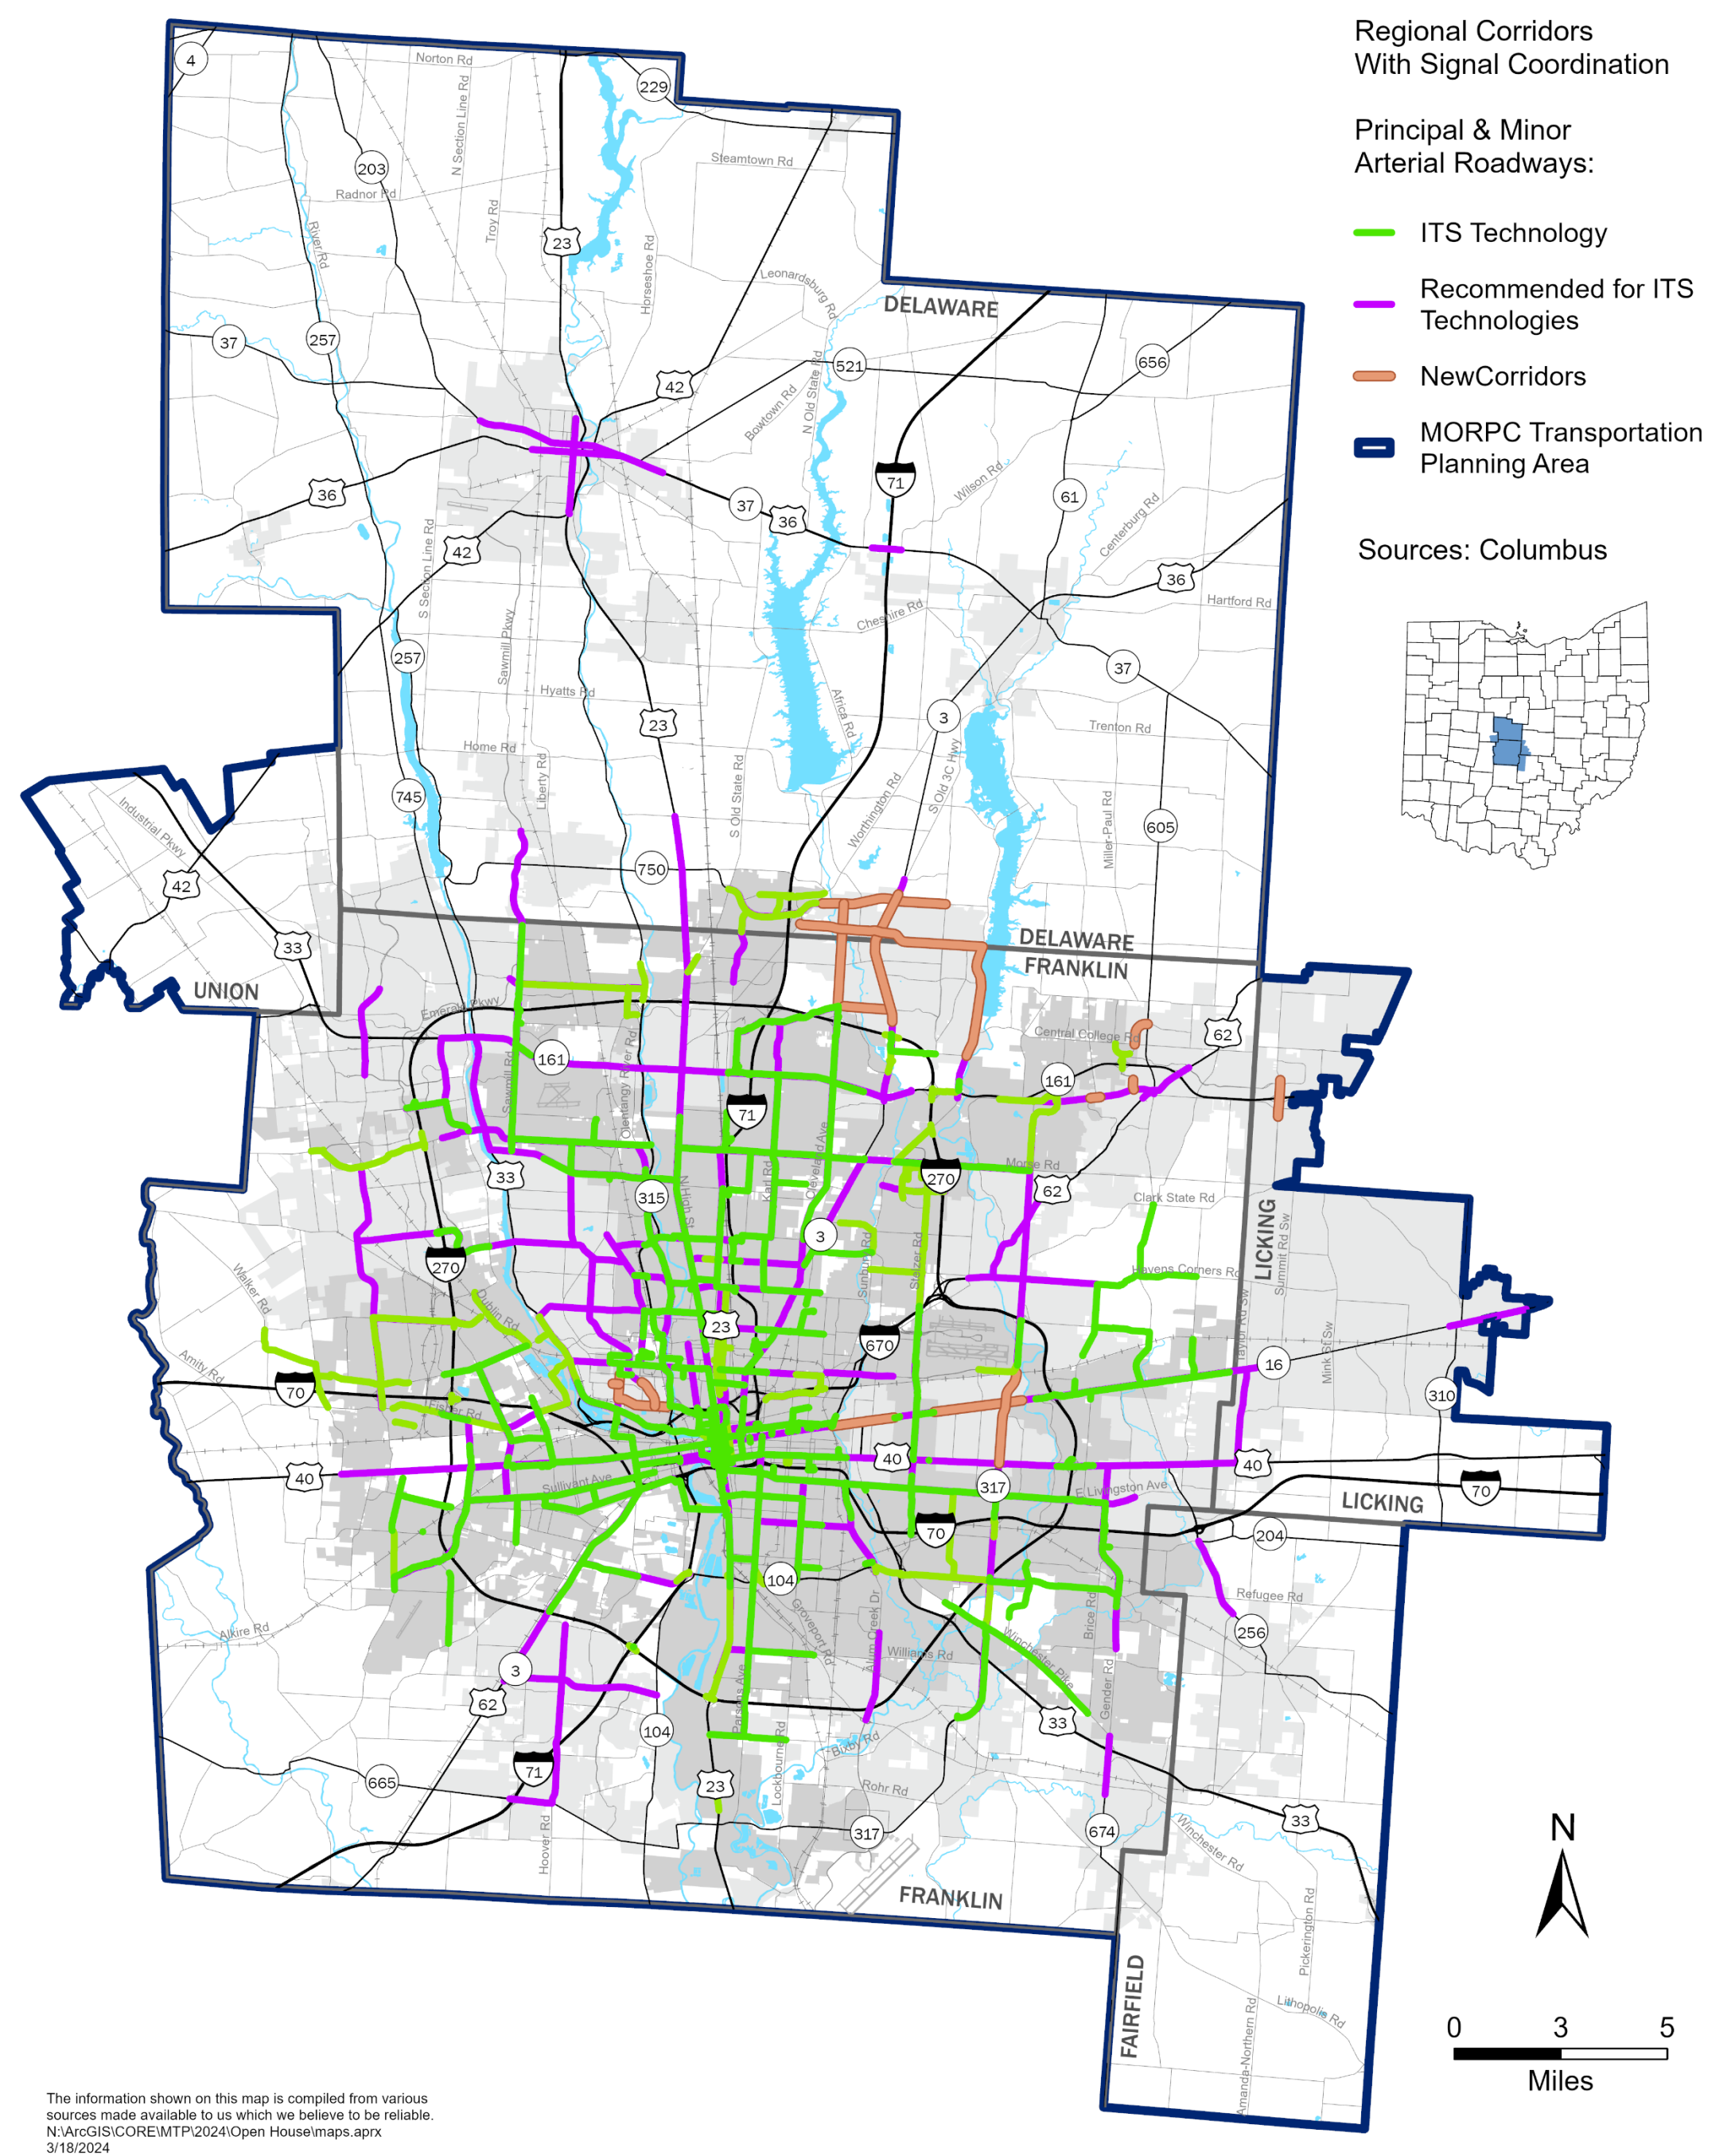 Regional Corridors
With Signal Coordination
Principal & Minor
Arterial Roadways:
ITS Technology
Recommended for ITS
Technologies
NewCorridors
MORPC Transportation
Planning Area
Sources: Columbus
4
Norton Rd
229
N Section Line Rd
203
Radnor Rd
Steamtown Rd
Troy Rd
River Rd
23
Horseshoe Rd
Leonardsburg Rd
DELAWARE
37
257
521
656
42
N Old State Rd
Bowtown Rd
71
Wilson Rd
61
36
37
36
Centerburg Rd
42
S Section Line Rd
36
Hartford Rd
Cheshire Rd
Sawmill Pkwy
257
37
Hyatts Rd
23
Africa Rd
3
Trenton Rd
Home Rd
Liberty Rd
S Old State Rd
S Old 3C Hwy
745
Worthington Rd
Industrial Pkwy
Miller-Paul Rd
605
42
750
33
DELAWARE
FRANKLIN
UNION
Emerald Pkwy
Central College Rd
62
161
Sawmill Rd
Olentangy River Rd
161
71
Cleveland Ave
Morse Rd
33
Karl Rd
270
62
315
N High St
Clark State Rd
3
LICKING
Summit Rd Sw
270
Sunbury Rd
Stelzer Rd
Havens Corners Rd
Walker Rd
Dublin Rd
23
670
Taylor Rd Sw
Mink St Sw
16
Amity Rd
70
310
Fisher Rd
40
40
40
Sullivant Ave
317
E Livingston Ave
70
LICKING
70
204
104
Refugee Rd
Groveport Rd
Alum Creek Dr
Brice Rd
256
Alkire Rd
Williams Rd
Winchester Pike
3
Parsons Ave
Gender Rd
62
104
33
Lockbourne Rd
Bixby Rd
71
665
23
Rohr Rd
317
674
33
Hoover Rd
Winchester Rd
FRANKLIN
Pickerington Rd
FAIRFIELD
Lithopolis Rd
Amanda-Northern Rd
N
0 3 5
Miles
The information shown on this map is compiled from various
sources made available to us which we believe to be reliable.
N:\ArcGIS\CORE\MTP\2024\Open House\maps.aprx
3/18/2024